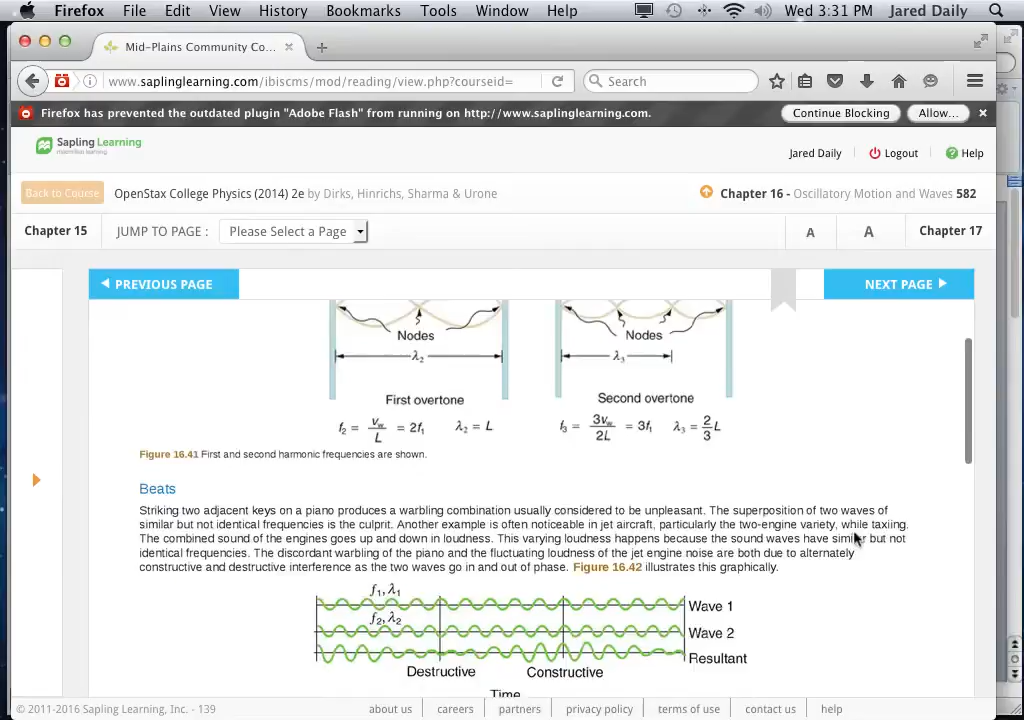 Firefox File Edit View History Bookmarks Tools Window Help Wed 3:31 PM Jared Daily
Mid-Plains Community Co...
www.saplinglearning.com/ibiscms/mod/reading/view.php?courseid= Search
Firefox has prevented the outdated plugin "Adobe Flash" from running on http://www.saplinglearning.com. Continue Blocking Allow...
Sapling Learning
macmillan learning
Jared Daily Logout Help
Back to Course OpenStax College Physics (2014) 2e by Dirks, Hinrichs, Sharma & Urone Chapter 16 - Oscillatory Motion and Waves 582
Chapter 15 JUMP TO PAGE : Please Select a Page A A Chapter 17
PREVIOUS PAGE NEXT PAGE
Nodes Nodes
λ₂ λ₃
First overtone Second overtone
f₂ = v_w/L = 2f₁ λ₂ = L f₃ = 3v_w/2L = 3f₁ λ₃ = 2/3 L
Figure 16.41 First and second harmonic frequencies are shown.
Beats
Striking two adjacent keys on a piano produces a warbling combination usually considered to be unpleasant. The superposition of two waves of
similar but not identical frequencies is the culprit. Another example is often noticeable in jet aircraft, particularly the two-engine variety, while taxiing.
The combined sound of the engines goes up and down in loudness. This varying loudness happens because the sound waves have similar but not
identical frequencies. The discordant warbling of the piano and the fluctuating loudness of the jet engine noise are both due to alternately
constructive and destructive interference as the two waves go in and out of phase. Figure 16.42 illustrates this graphically.
f₁, λ₁
Wave 1
f₂, λ₂
Wave 2
Resultant
Destructive Constructive
Time
© 2011-2016 Sapling Learning, Inc. - 139 about us careers partners privacy policy terms of use contact us help